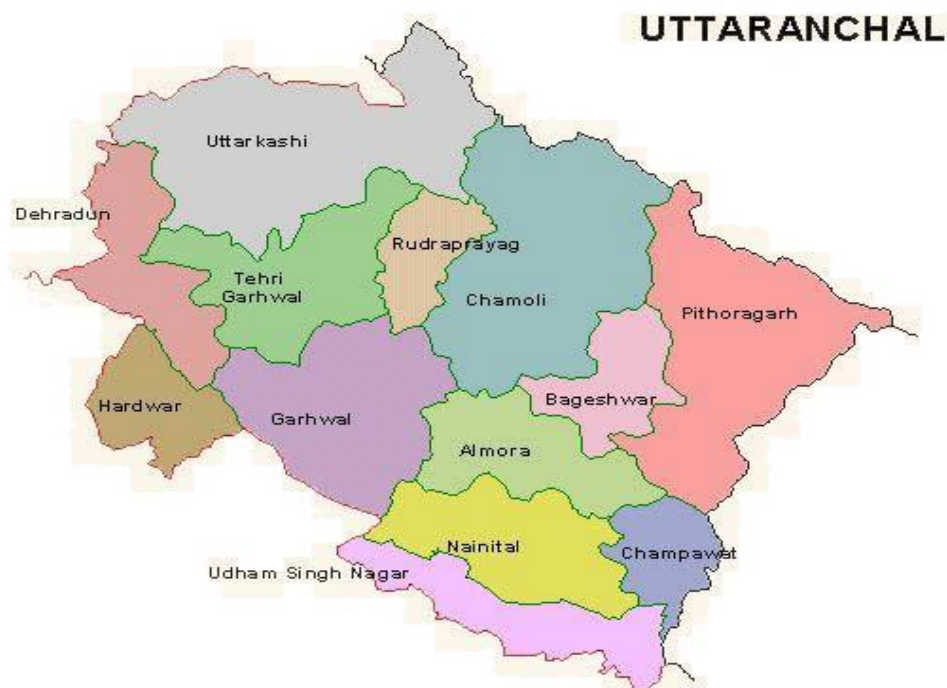 UTTARANCHAL
Uttarkashi
Dehradun
Rudraprayag
Tehri
Garhwal
Chamoli
Pithoragarh
Hardwar
Garhwal
Bageshwar
Almora
Nainital
Champawat
Udham Singh Nagar